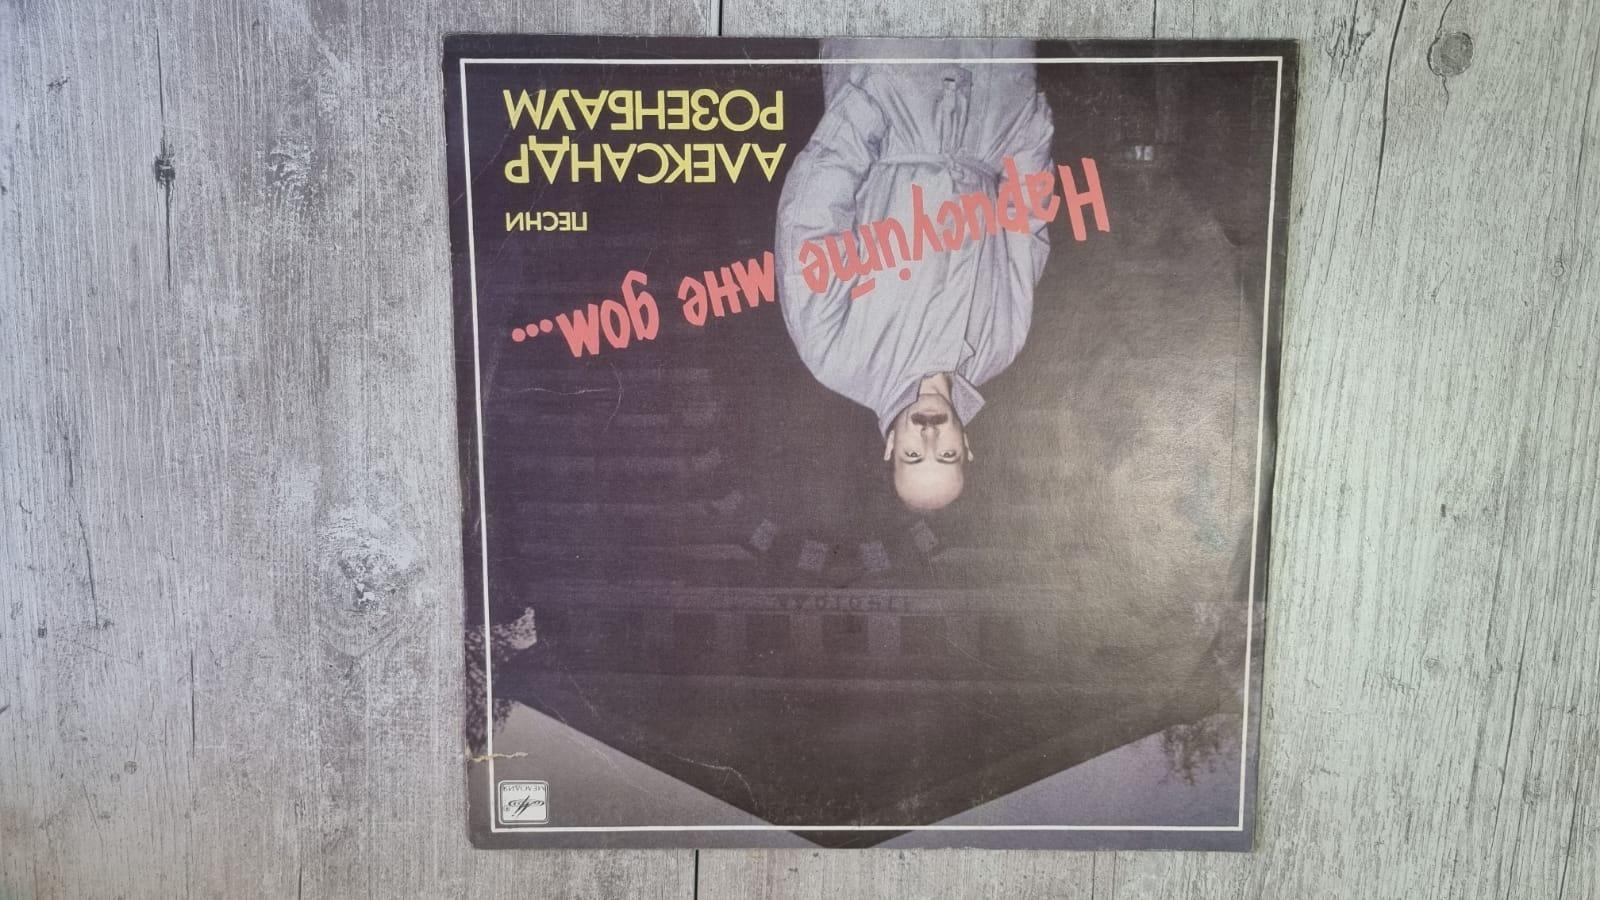 МЕЛОДИЯ
Нарисуйте мне дом...
ПЕСНИ
АЛЕКСАНДР
РОЗЕНБАУМ